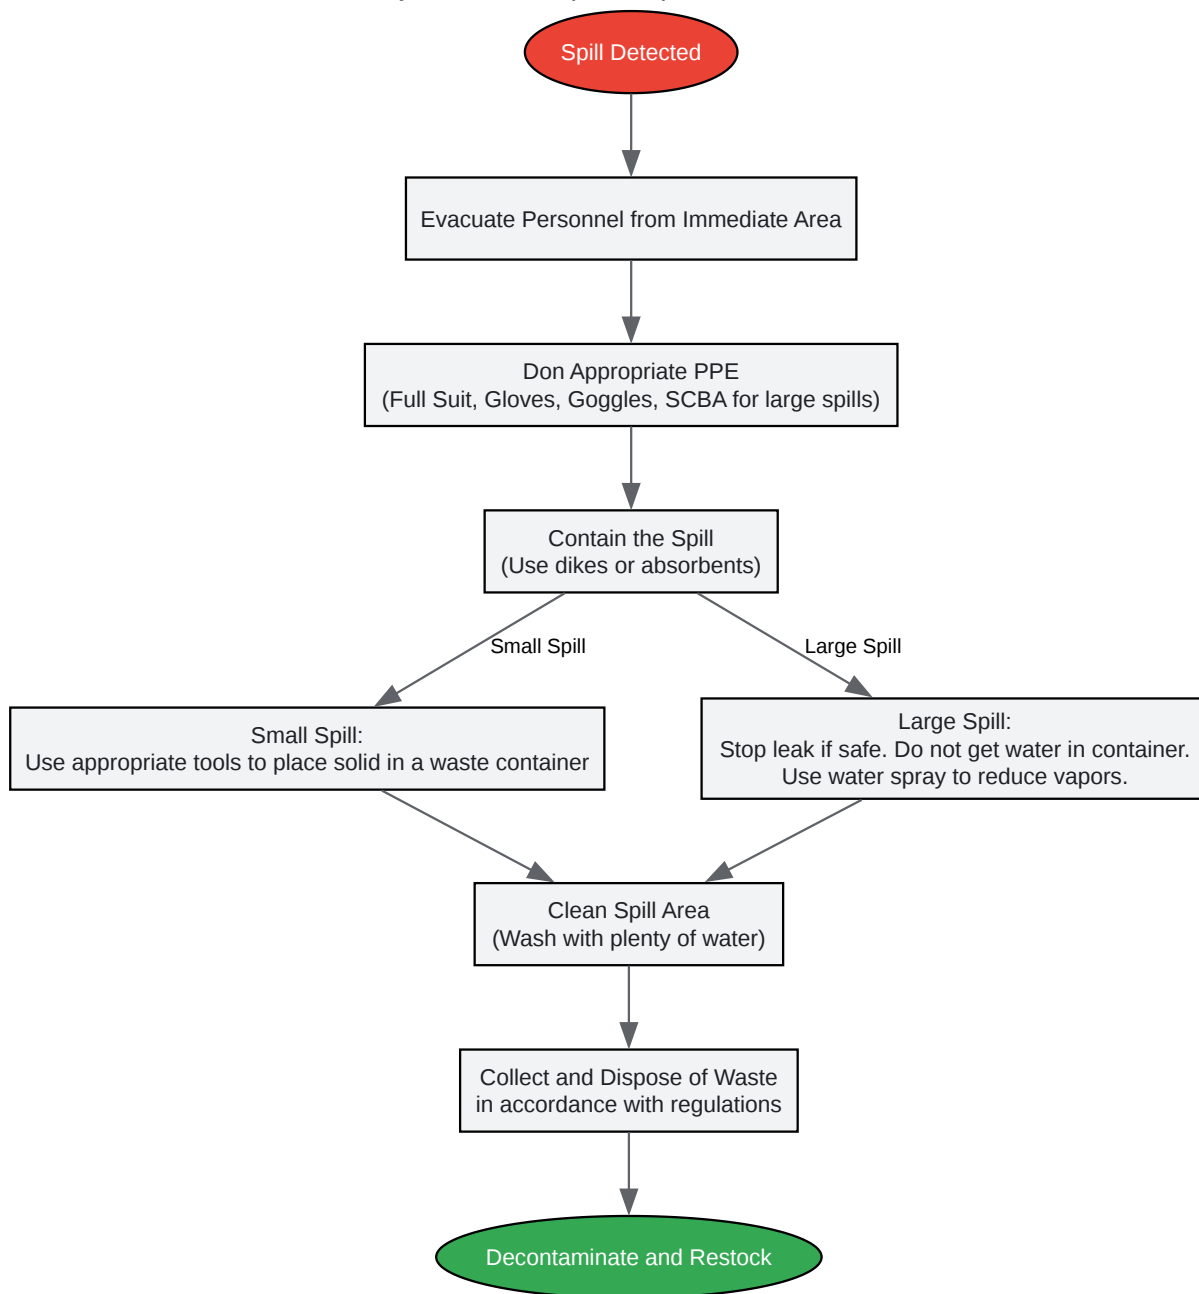 Spill Detected
Evacuate Personnel from Immediate Area
Don Appropriate PPE
(Full Suit, Gloves, Goggles, SCBA for large spills)
Contain the Spill
(Use dikes or absorbents)
Small Spill
Large Spill
Small Spill:
Use appropriate tools to place solid in a waste container
Large Spill:
Stop leak if safe. Do not get water in container.
Use water spray to reduce vapors.
Clean Spill Area
(Wash with plenty of water)
Collect and Dispose of Waste
in accordance with regulations
Decontaminate and Restock